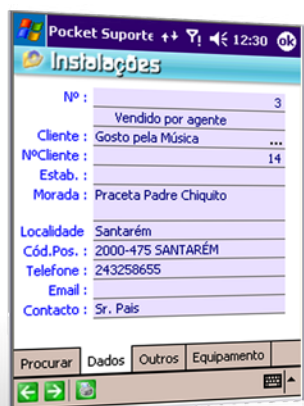 Pocket Suporte 12:30 ok
Instalações
Nº : 3
Vendido por agente
Cliente : Gosto pela Música ...
NºCliente : 14
Estab. :
Morada : Praceta Padre Chiquito
Localidade Santarém
Cód.Pos. : 2000-475 SANTARÉM
Telefone : 243258655
Email :
Contacto : Sr. Pais
Procurar Dados Outros Equipamento